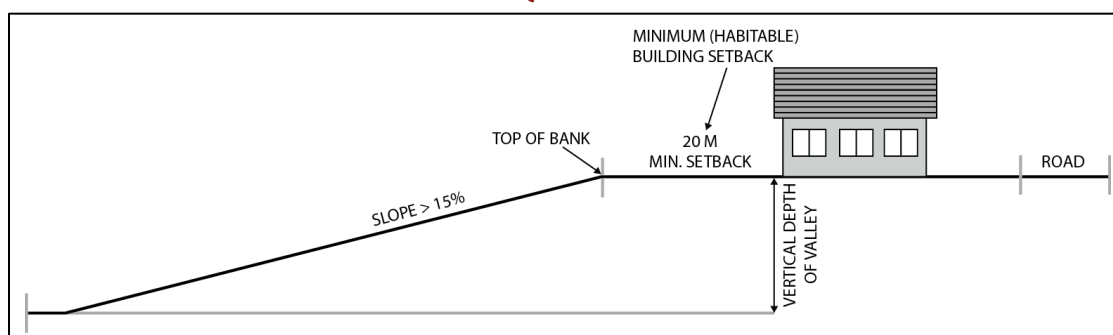 MINIMUM (HABITABLE)
BUILDING SETBACK
TOP OF BANK
20 M
MIN. SETBACK
ROAD
SLOPE > 15%
VERTICAL DEPTH
OF VALLEY